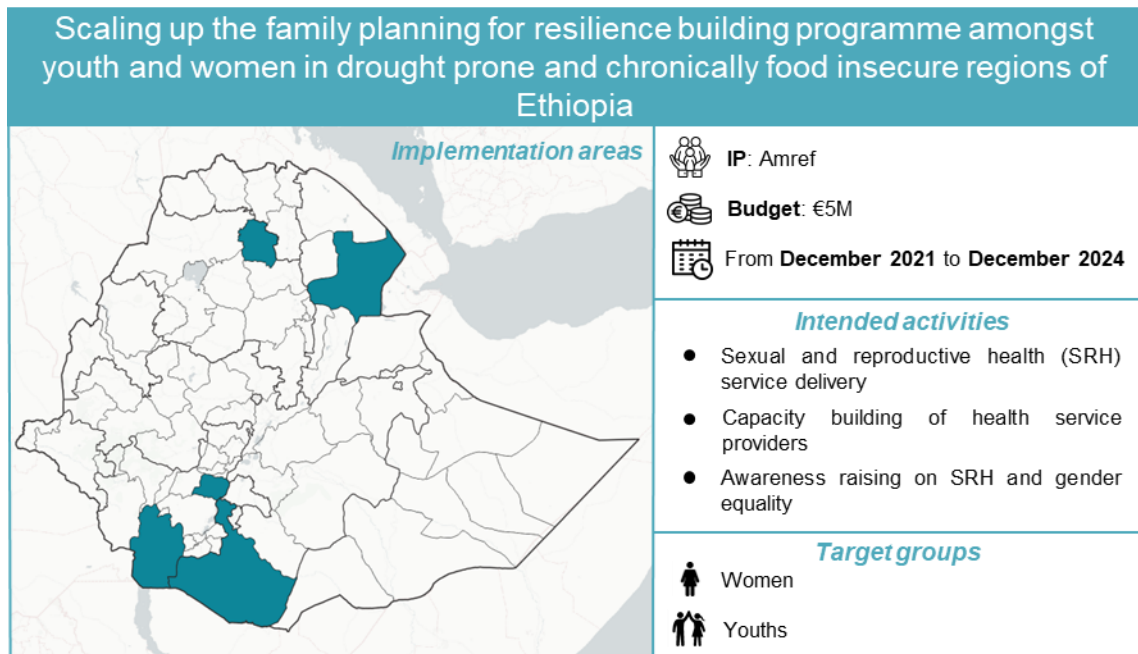 Scaling up the family planning for resilience building programme amongst
youth and women in drought prone and chronically food insecure regions of
Ethiopia
Implementation areas
IP: Amref
Budget: €5M
From December 2021 to December 2024
Intended activities
● Sexual and reproductive health (SRH)
service delivery
● Capacity building of health service
providers
● Awareness raising on SRH and gender
equality
Target groups
Women
Youths